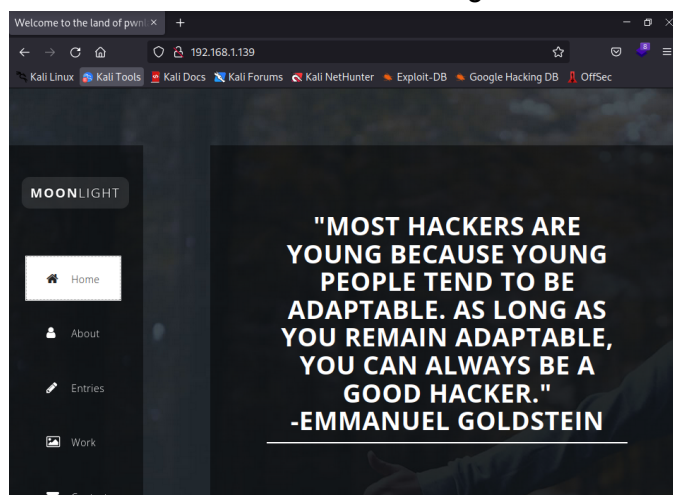 Welcome to the land of pwnl
192.168.1.139
8
Kali Linux Kali Tools Kali Docs Kali Forums Kali NetHunter Exploit-DB Google Hacking DB OffSec
MOONLIGHT
Home
About
Entries
Work
"MOST HACKERS ARE
YOUNG BECAUSE YOUNG
PEOPLE TEND TO BE
ADAPTABLE. AS LONG AS
YOU REMAIN ADAPTABLE,
YOU CAN ALWAYS BE A
GOOD HACKER."
-EMMANUEL GOLDSTEIN